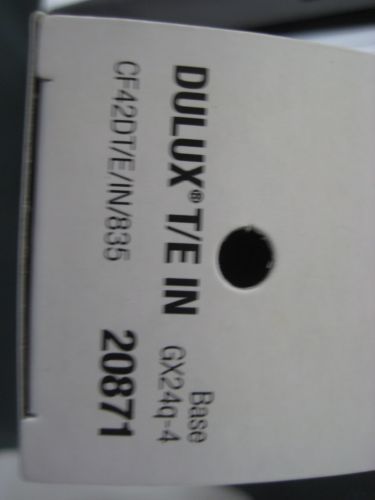 DULUX® T/E IN
CF42DT/E/IN/835
Base
GX24q-4
20871